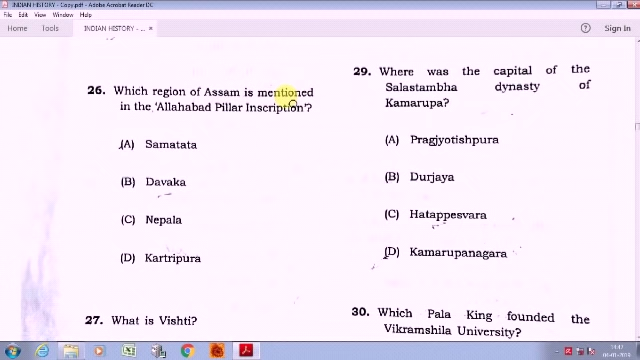 INDIAN HISTORY - Copy.pdf - Adobe Acrobat Reader DC
File Edit View Window Help
Home Tools INDIAN HISTORY - ... × Sign In
26. Which region of Assam is mentioned
in the 'Allahabad Pillar Inscription'?
(A) Samatata
(B) Davaka
(C) Nepala
(D) Kartripura
27. What is Vishti?
29. Where was the capital of the
Salastambha dynasty of
Kamarupa?
(A) Pragjyotishpura
(B) Durjaya
(C) Hatappesvara
(D) Kamarupanagara
30. Which Pala King founded the
Vikramshila University?